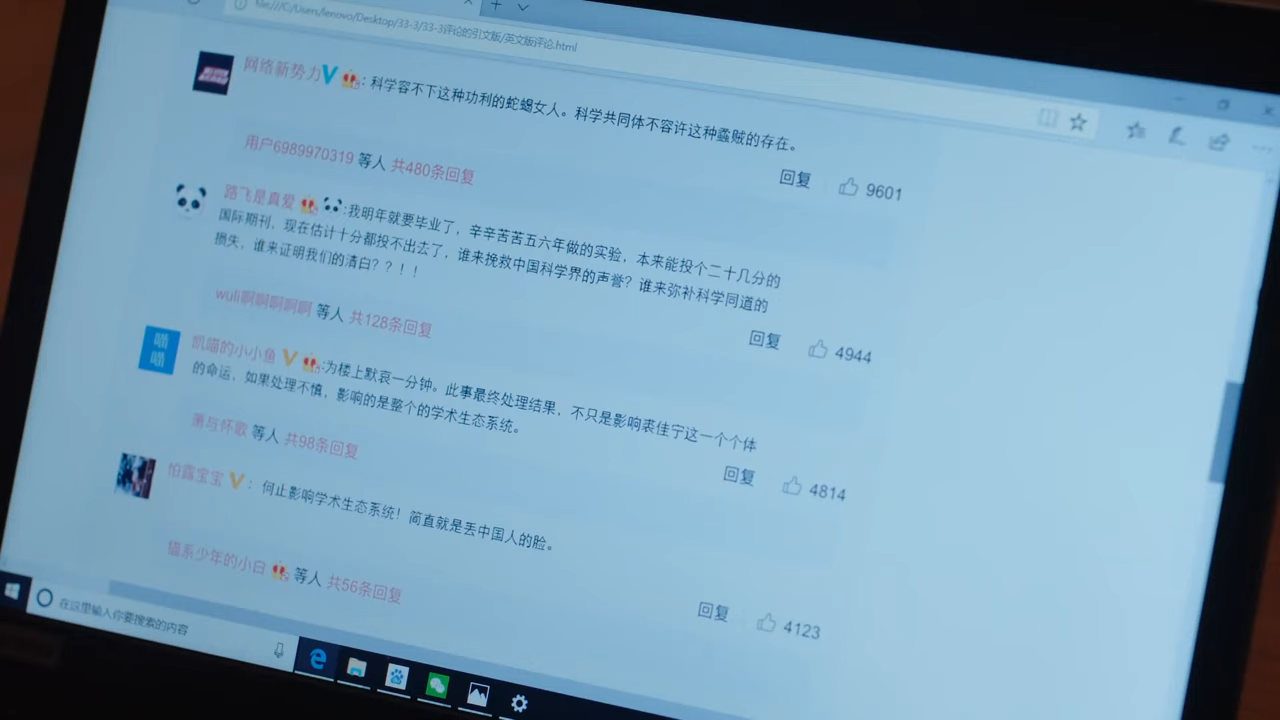 file:///C:/Users/lenovo/Desktop/33-3/33-3评论的引文版/英文版评论.html
网络新势力：科学容不下这种功利的蛇蝎女人。科学共同体不容许这种蟊贼的存在。
用户6989970319 等人 共480条回复
回复 9601
路飞是真爱:我明年就要毕业了，辛辛苦苦五六年做的实验，本来能投个二十几分的
国际期刊，现在估计十分都投不出去了，谁来挽救中国科学界的声誉？谁来弥补科学同道的
损失，谁来证明我们的清白？？！！
wuli啊啊啊啊啊 等人 共128条回复
回复 4944
喵
喵
凯喵的小小鱼:为楼上默哀一分钟。此事最终处理结果，不只是影响裘佳宁这一个个体
的命运，如果处理不慎，影响的是整个的学术生态系统。
萧与怀歌 等人 共98条回复
回复 4814
怕露宝宝：何止影响学术生态系统！简直就是丢中国人的脸。
猫系少年的小白 等人 共56条回复
回复 4123
在这里输入你要搜索的内容